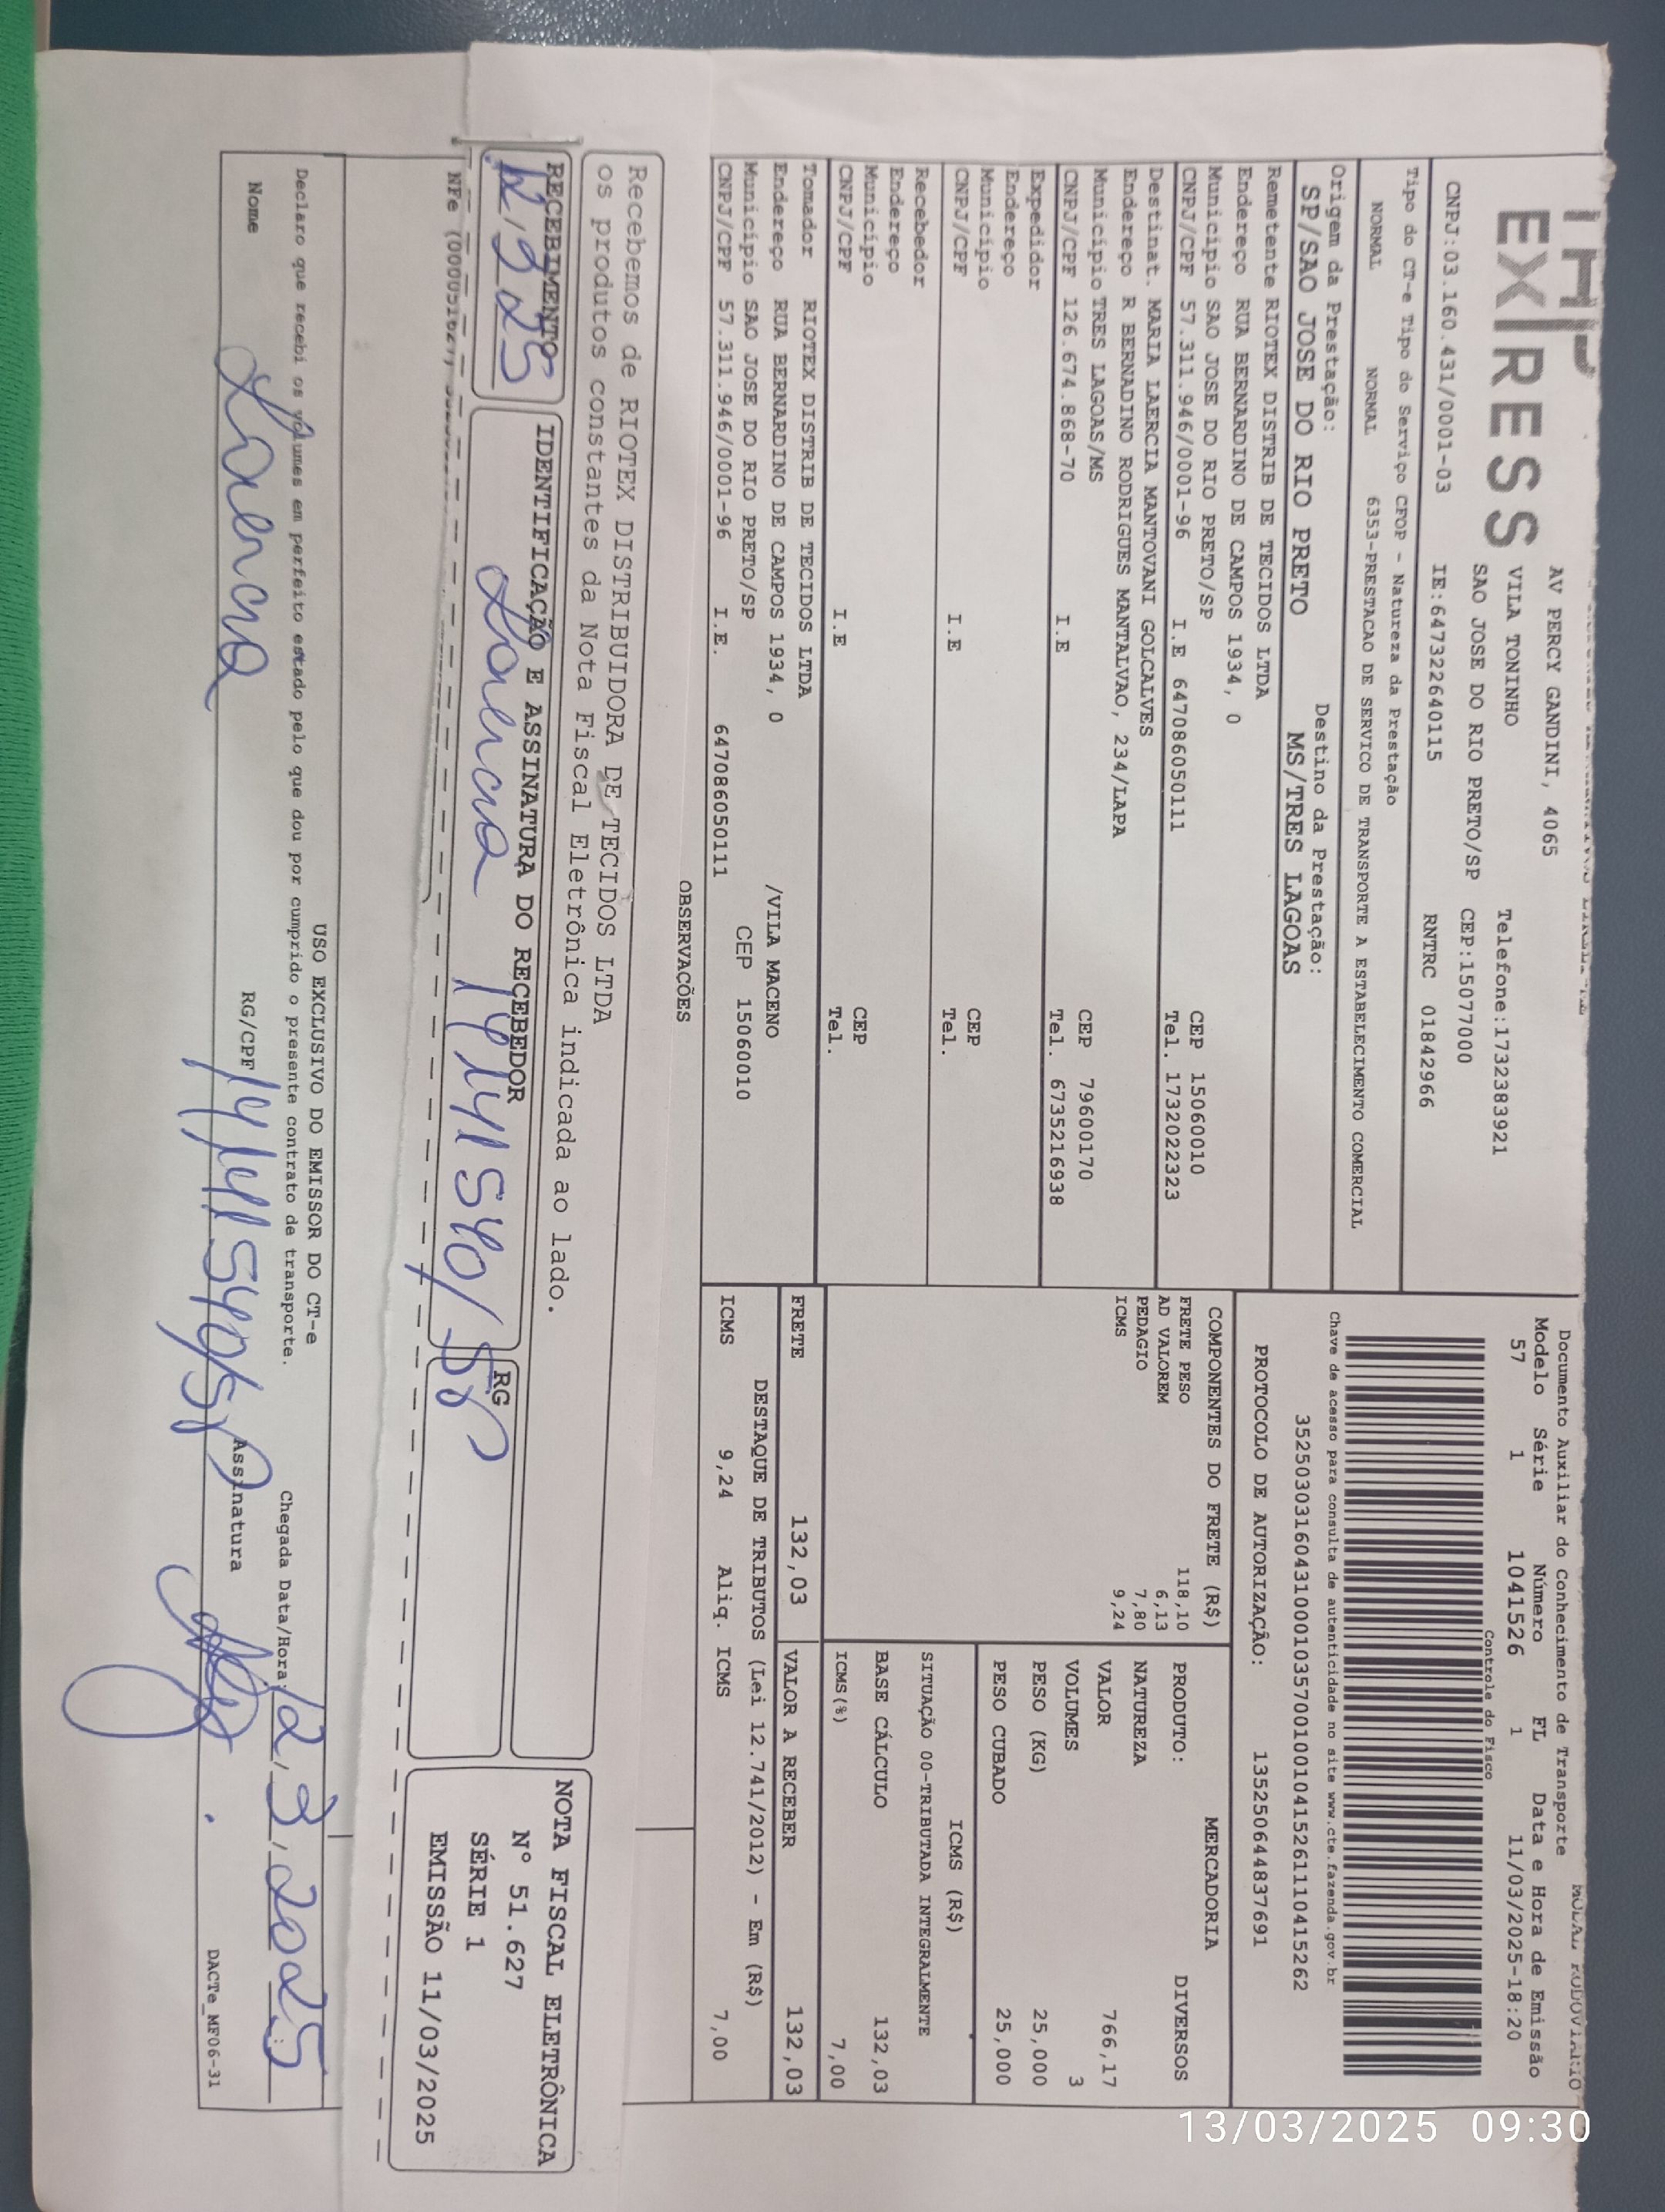 EXPRESS
AV PERCY GANDINI, 4065
VILA TONINHO
Telefone:1732383921
SAO JOSE DO RIO PRETO/SP CEP:15077000
CNPJ:03.160.431/0001-03 IE:647322640115 RNTRC 01842966
Tipo do CT-e Tipo do Serviço CFOP - Natureza da Prestação
NORMAL NORMAL 6353-PRESTACAO DE SERVICO DE TRANSPORTE A ESTABELECIMENTO COMERCIAL
Origem da Prestação: Destino da Prestação:
SP/SAO JOSE DO RIO PRETO MS/TRES LAGOAS
MODAL RODOVIÁRIO
Documento Auxiliar do Conhecimento de Transporte
Modelo Série Número FL Data e Hora de Emissão
57 1 1041526 1 11/03/2025-18:20
Controle do Fisco
Chave de acesso para consulta de autenticidade no site www.cte.fazenda.gov.br
35250303160431000103570010010415261110415262
PROTOCOLO DE AUTORIZAÇÃO: 135250644837691
Remetente RIOTEX DISTRIB DE TECIDOS LTDA
Endereço RUA BERNARDINO DE CAMPOS 1934, 0
Município SAO JOSE DO RIO PRETO/SP CEP 15060010
CNPJ/CPF 57.311.946/0001-96 I.E 647086050111 Tel. 1732022323
Destinat. MARIA LAERCIA MANTOVANI GOLCALVES
Endereço R BERNADINO RODRIGUES MANTALVAO, 234/LAPA
Município TRES LAGOAS/MS CEP 79600170
CNPJ/CPF 126.674.868-70 I.E Tel. 6735216938
Expedidor
Endereço
Município CEP
CNPJ/CPF I.E Tel.
Recebedor
Endereço
Município CEP
CNPJ/CPF I.E Tel.
Tomador RIOTEX DISTRIB DE TECIDOS LTDA
Endereço RUA BERNARDINO DE CAMPOS 1934, 0 /VILA MACENO
Município SAO JOSE DO RIO PRETO/SP CEP 15060010
CNPJ/CPF 57.311.946/0001-96 I.E. 647086050111
COMPONENTES DO FRETE (R$)
FRETE PESO 118,10
AD VALOREM 6,13
PEDAGIO 7,80
ICMS 9,24
MERCADORIA
PRODUTO: DIVERSOS
NATUREZA
VALOR 766,17
VOLUMES 3
PESO (KG) 25,000
PESO CUBADO 25,000
ICMS (R$)
SITUAÇÃO 00-TRIBUTADA INTEGRALMENTE
BASE CÁLCULO 132,03
ICMS(%) 7,00
FRETE 132,03 VALOR A RECEBER 132,03
DESTAQUE DE TRIBUTOS (Lei 12.741/2012) - Em (R$)
ICMS 9,24 Aliq. ICMS 7,00
OBSERVAÇÕES
Recebemos de RIOTEX DISTRIBUIDORA DE TECIDOS LTDA
os produtos constantes da Nota Fiscal Eletrônica indicada ao lado.
RECEBIMENTO IDENTIFICAÇÃO E ASSINATURA DO RECEBEDOR RG
Laercia
NOTA FISCAL ELETRÔNICA
Nº 51.627
SÉRIE 1
EMISSÃO 11/03/2025
USO EXCLUSIVO DO EMISSOR DO CT-e
Declaro que recebi os volumes em perfeito estado pelo que dou por cumprido o presente contrato de transporte.
Chegada Data/Hora: 12,3,2025
Nome Laercia RG/CPF Assinatura
DACTe_MF06-31
13/03/2025 09:30